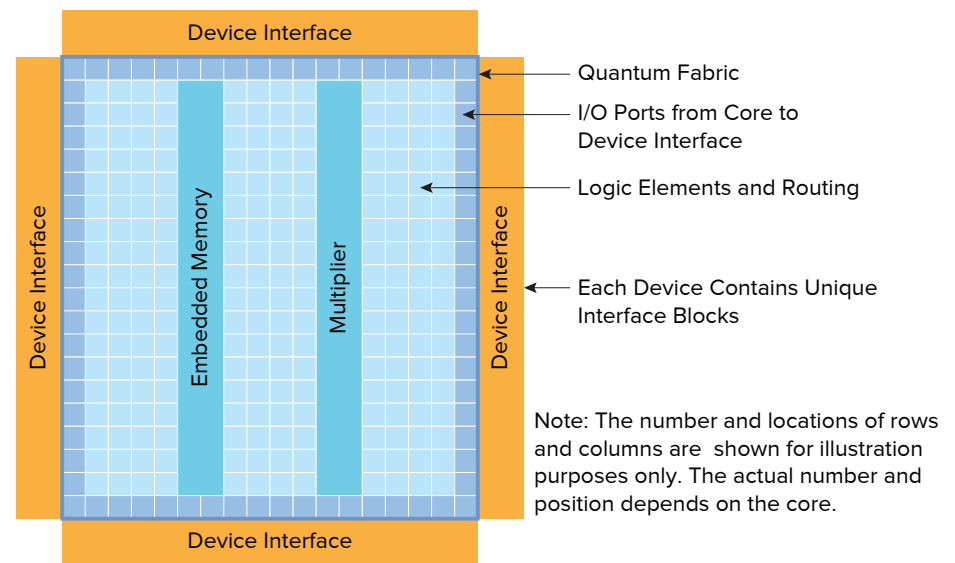 Device Interface
Quantum Fabric
I/O Ports from Core to
Device Interface
Logic Elements and Routing
Device Interface
Embedded Memory
Multiplier
Device Interface
Each Device Contains Unique
Interface Blocks
Note: The number and locations of rows
and columns are  shown for illustration
purposes only. The actual number and
position depends on the core.
Device Interface